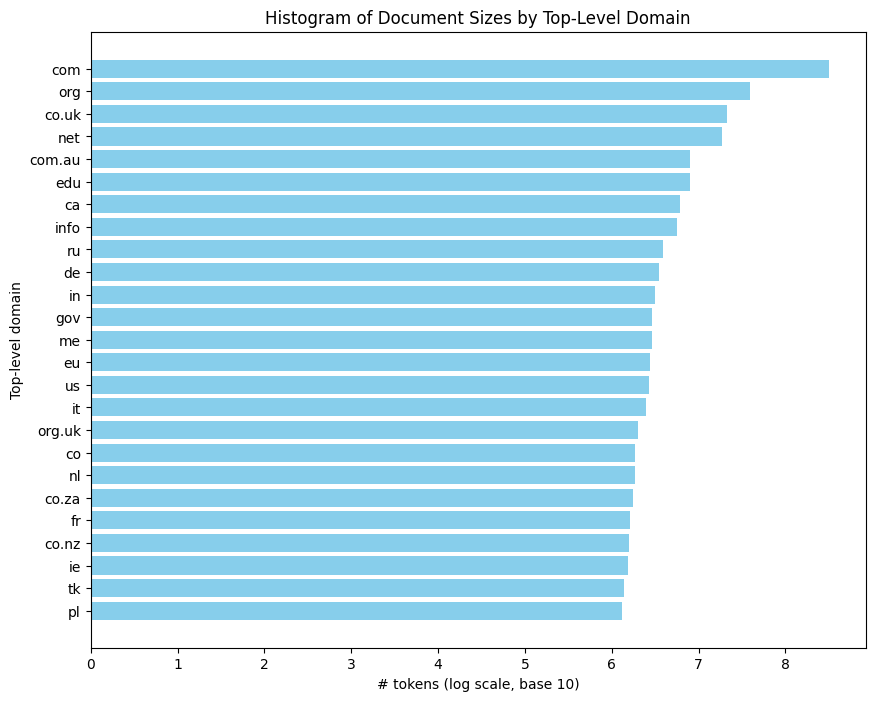 Histogram of Document Sizes by Top-Level Domain
Top-level domain
com
org
co.uk
net
com.au
edu
ca
info
ru
de
in
gov
me
eu
us
it
org.uk
co
nl
co.za
fr
co.nz
ie
tk
pl
0 1 2 3 4 5 6 7 8
# tokens (log scale, base 10)